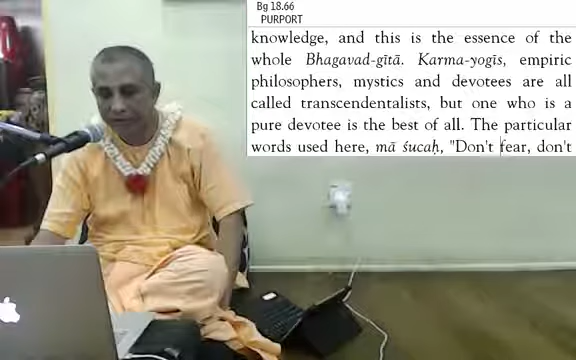 Bg 18.66
PURPORT
knowledge, and this is the essence of the
whole Bhagavad-gītā. Karma-yogīs, empiric
philosophers, mystics and devotees are all
called transcendentalists, but one who is a
pure devotee is the best of all. The particular
words used here, mā śucaḥ, "Don't fear, don't